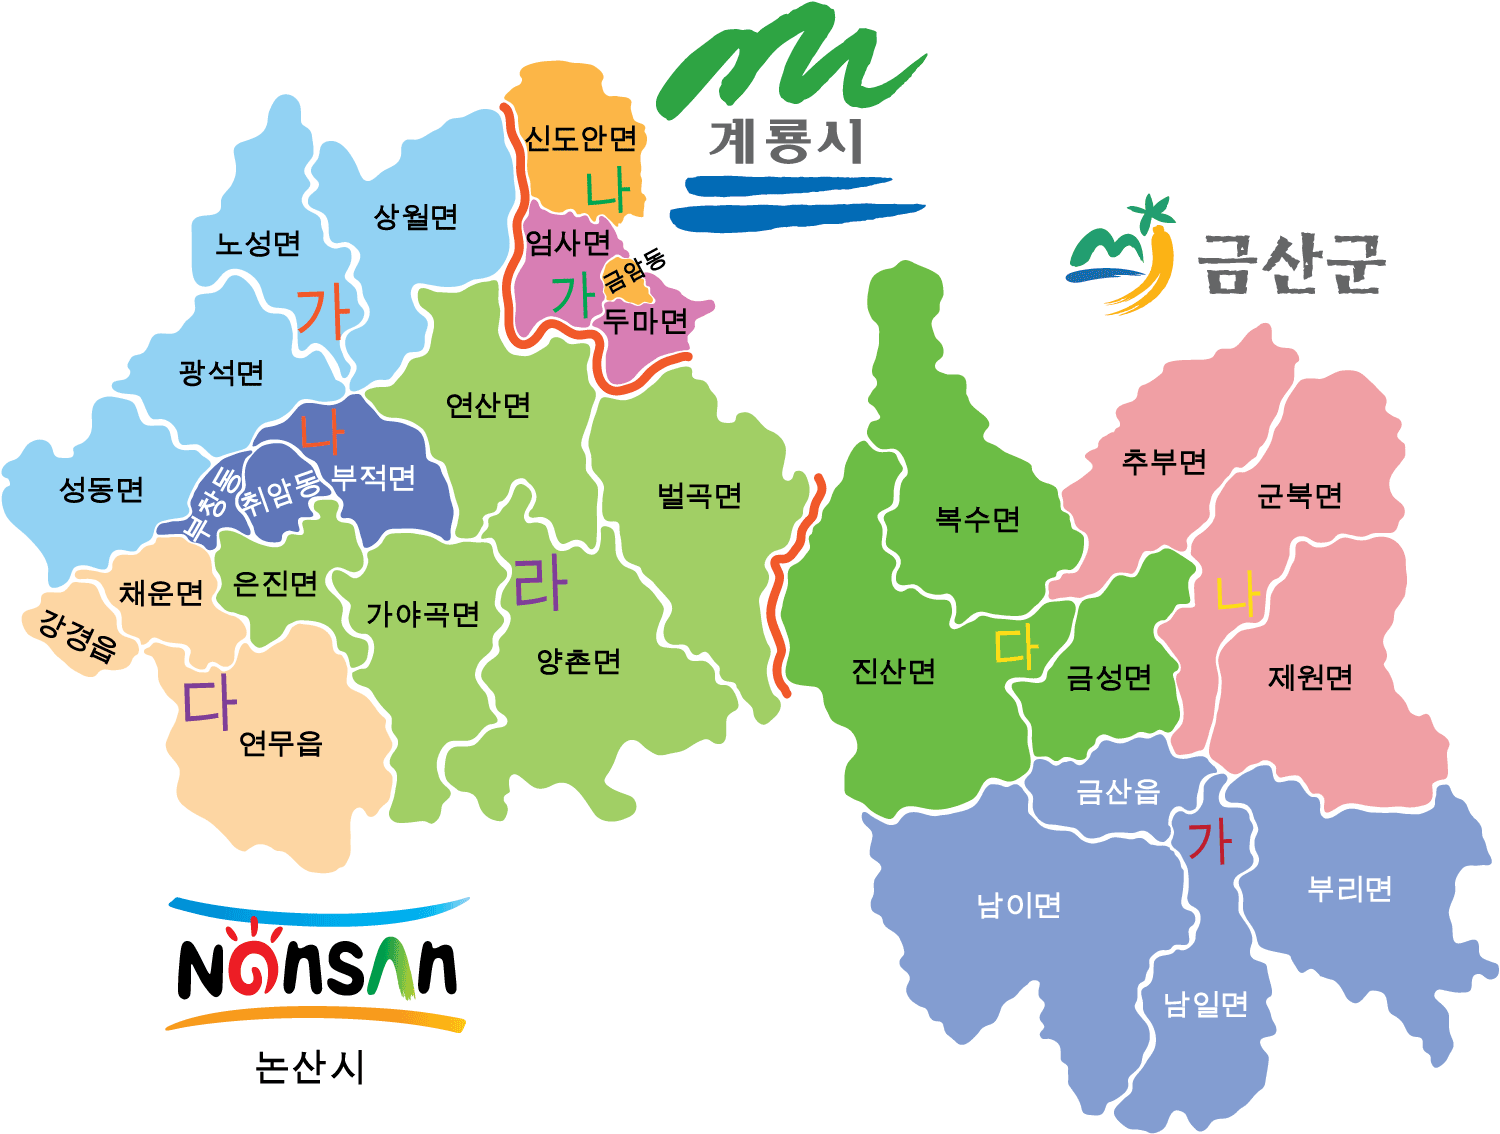 계룡시
신도안면
나
상월면
노성면
엄사면
금암동
가
두마면
금산군
가
광석면
연산면
나
추부면
성동면
부창동
취암동
부적면
벌곡면
복수면
군북면
채운면
은진면
가야곡면
라
나
강경읍
양촌면
다
진산면
금성면
제원면
다
연무읍
금산읍
가
남이면
부리면
NONSAN
남일면
논산시